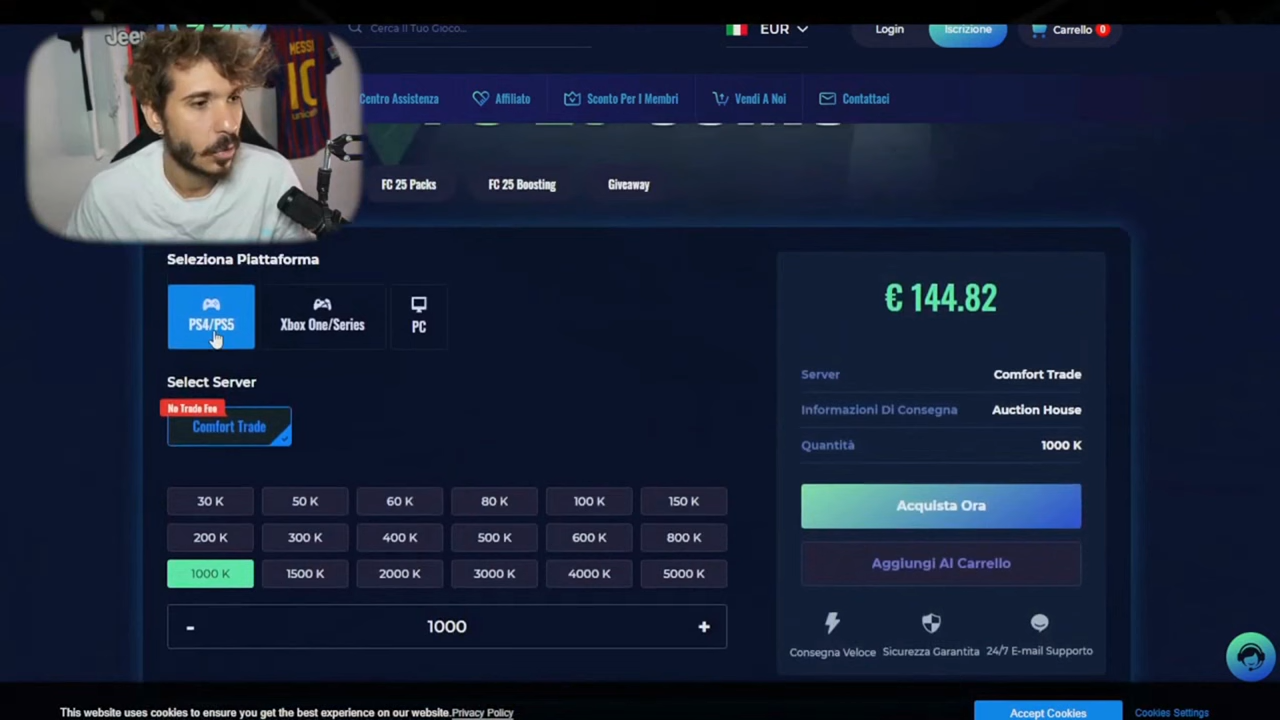 Jeep
MESSI
10
unicef
Cerca Il Tuo Gioco...
EUR
Login
Iscrizione
Carrello
0
Centro Assistenza
Affiliato
Sconto Per I Membri
Vendi A Noi
Contattaci
FC 25 Packs
FC 25 Boosting
Giveaway
Seleziona Piattaforma
PS4/PS5
Xbox One/Series
PC
Select Server
No Trade Fee
Comfort Trade
30 K
50 K
60 K
80 K
100 K
150 K
200 K
300 K
400 K
500 K
600 K
800 K
1000 K
1500 K
2000 K
3000 K
4000 K
5000 K
-
1000
+
€ 144.82
Server
Comfort Trade
Informazioni Di Consegna
Auction House
Quantità
1000 K
Acquista Ora
Aggiungi Al Carrello
Consegna Veloce
Sicurezza Garantita
24/7 E-mail Supporto
This website uses cookies to ensure you get the best experience on our website. Privacy Policy
Accept Cookies
Cookies Settings